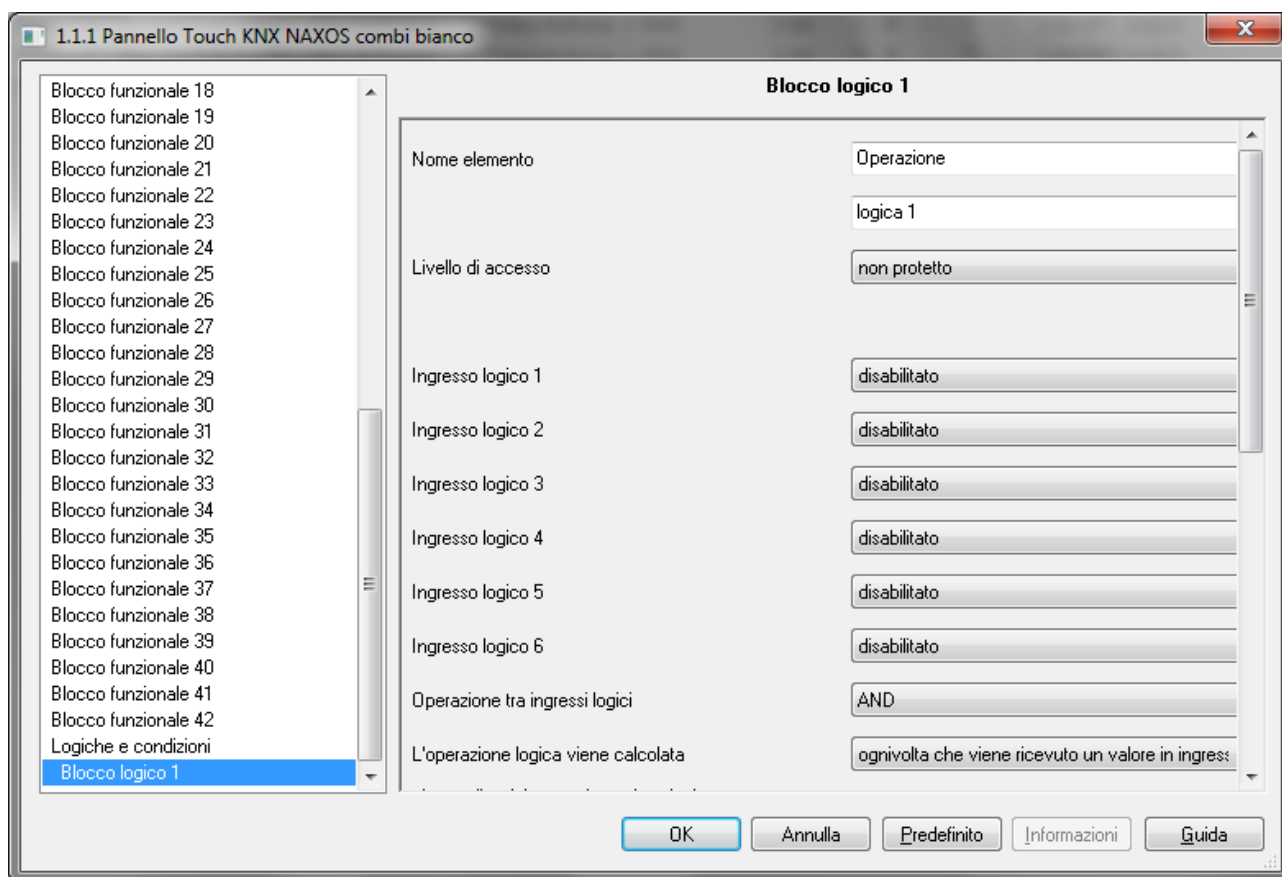 1.1.1 Pannello Touch KNX NAXOS combi bianco
Blocco funzionale 18
Blocco funzionale 19
Blocco funzionale 20
Blocco funzionale 21
Blocco funzionale 22
Blocco funzionale 23
Blocco funzionale 24
Blocco funzionale 25
Blocco funzionale 26
Blocco funzionale 27
Blocco funzionale 28
Blocco funzionale 29
Blocco funzionale 30
Blocco funzionale 31
Blocco funzionale 32
Blocco funzionale 33
Blocco funzionale 34
Blocco funzionale 35
Blocco funzionale 36
Blocco funzionale 37
Blocco funzionale 38
Blocco funzionale 39
Blocco funzionale 40
Blocco funzionale 41
Blocco funzionale 42
Logiche e condizioni
Blocco logico 1
Blocco logico 1
Nome elemento Operazione
logica 1
Livello di accesso non protetto
Ingresso logico 1 disabilitato
Ingresso logico 2 disabilitato
Ingresso logico 3 disabilitato
Ingresso logico 4 disabilitato
Ingresso logico 5 disabilitato
Ingresso logico 6 disabilitato
Operazione tra ingressi logici AND
L'operazione logica viene calcolata ognivolta che viene ricevuto un valore in ingress
OK Annulla Predefinito Informazioni Guida